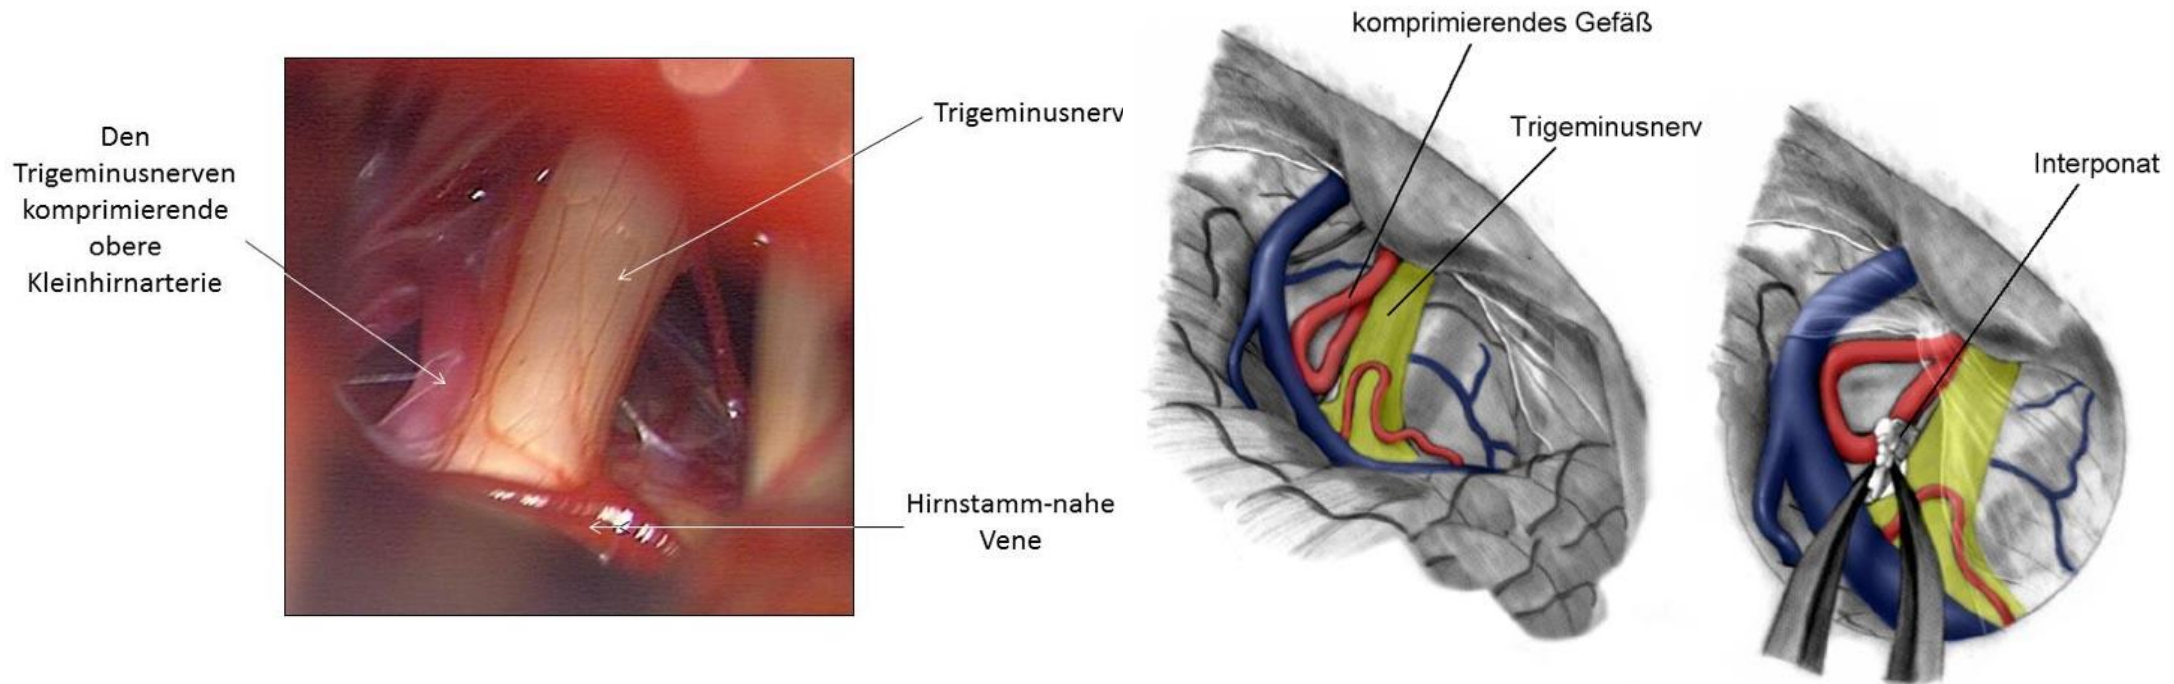 Den
Trigeminusnerven
komprimierende
obere
Kleinhirnarterie
Trigeminusnerv
Hirnstamm-nahe
Vene
komprimierendes Gefäß
Trigeminusnerv
Interponat